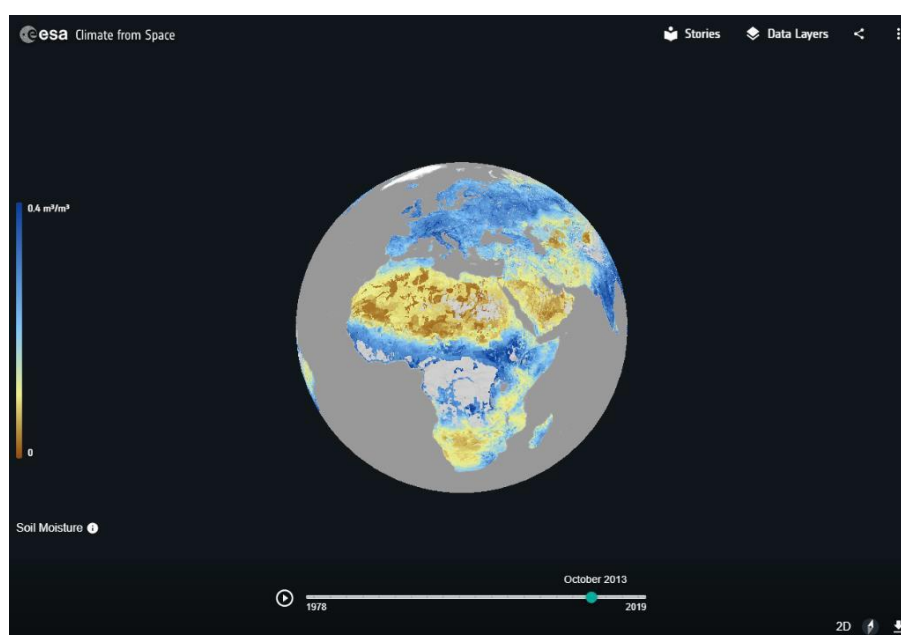 esa Climate from Space
Stories
Data Layers
0.4 m³/m³
0
Soil Moisture
October 2013
1978
2019
2D